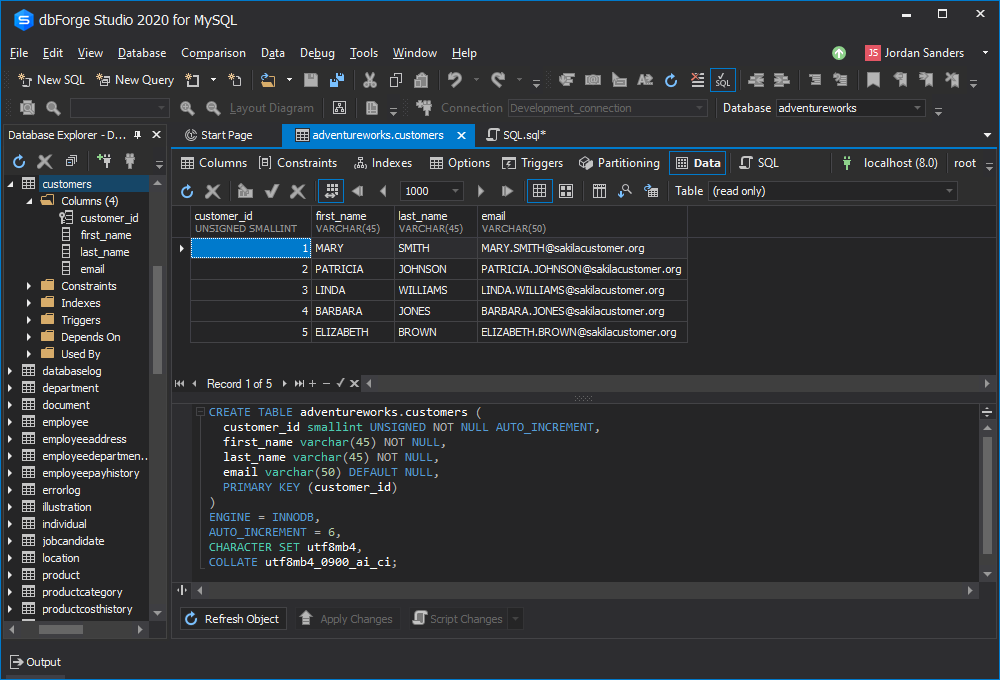 dbForge Studio 2020 for MySQL
File Edit View Database Comparison Data Debug Tools Window Help JS Jordan Sanders
New SQL New Query SQL
Layout Diagram Connection Development_connection Database adventureworks
Database Explorer - D... Start Page adventureworks.customers SQL.sql*
Columns Constraints Indexes Options Triggers Partitioning Data SQL localhost (8.0) root
1000 Table (read only)
customers
Columns (4)
customer_id
first_name
last_name
email
Constraints
Indexes
Triggers
Depends On
Used By
databaselog
department
document
employee
employeeaddress
employeedepartmen...
employeepayhistory
errorlog
illustration
individual
jobcandidate
location
product
productcategory
productcosthistory
customer_id first_name last_name email
UNSIGNED SMALLINT VARCHAR(45) VARCHAR(45) VARCHAR(50)
1 MARY SMITH MARY.SMITH@sakilacustomer.org
2 PATRICIA JOHNSON PATRICIA.JOHNSON@sakilacustomer.org
3 LINDA WILLIAMS LINDA.WILLIAMS@sakilacustomer.org
4 BARBARA JONES BARBARA.JONES@sakilacustomer.org
5 ELIZABETH BROWN ELIZABETH.BROWN@sakilacustomer.org
Record 1 of 5
CREATE TABLE adventureworks.customers (
customer_id smallint UNSIGNED NOT NULL AUTO_INCREMENT,
first_name varchar(45) NOT NULL,
last_name varchar(45) NOT NULL,
email varchar(50) DEFAULT NULL,
PRIMARY KEY (customer_id)
)
ENGINE = INNODB,
AUTO_INCREMENT = 6,
CHARACTER SET utf8mb4,
COLLATE utf8mb4_0900_ai_ci;
Refresh Object Apply Changes Script Changes
Output